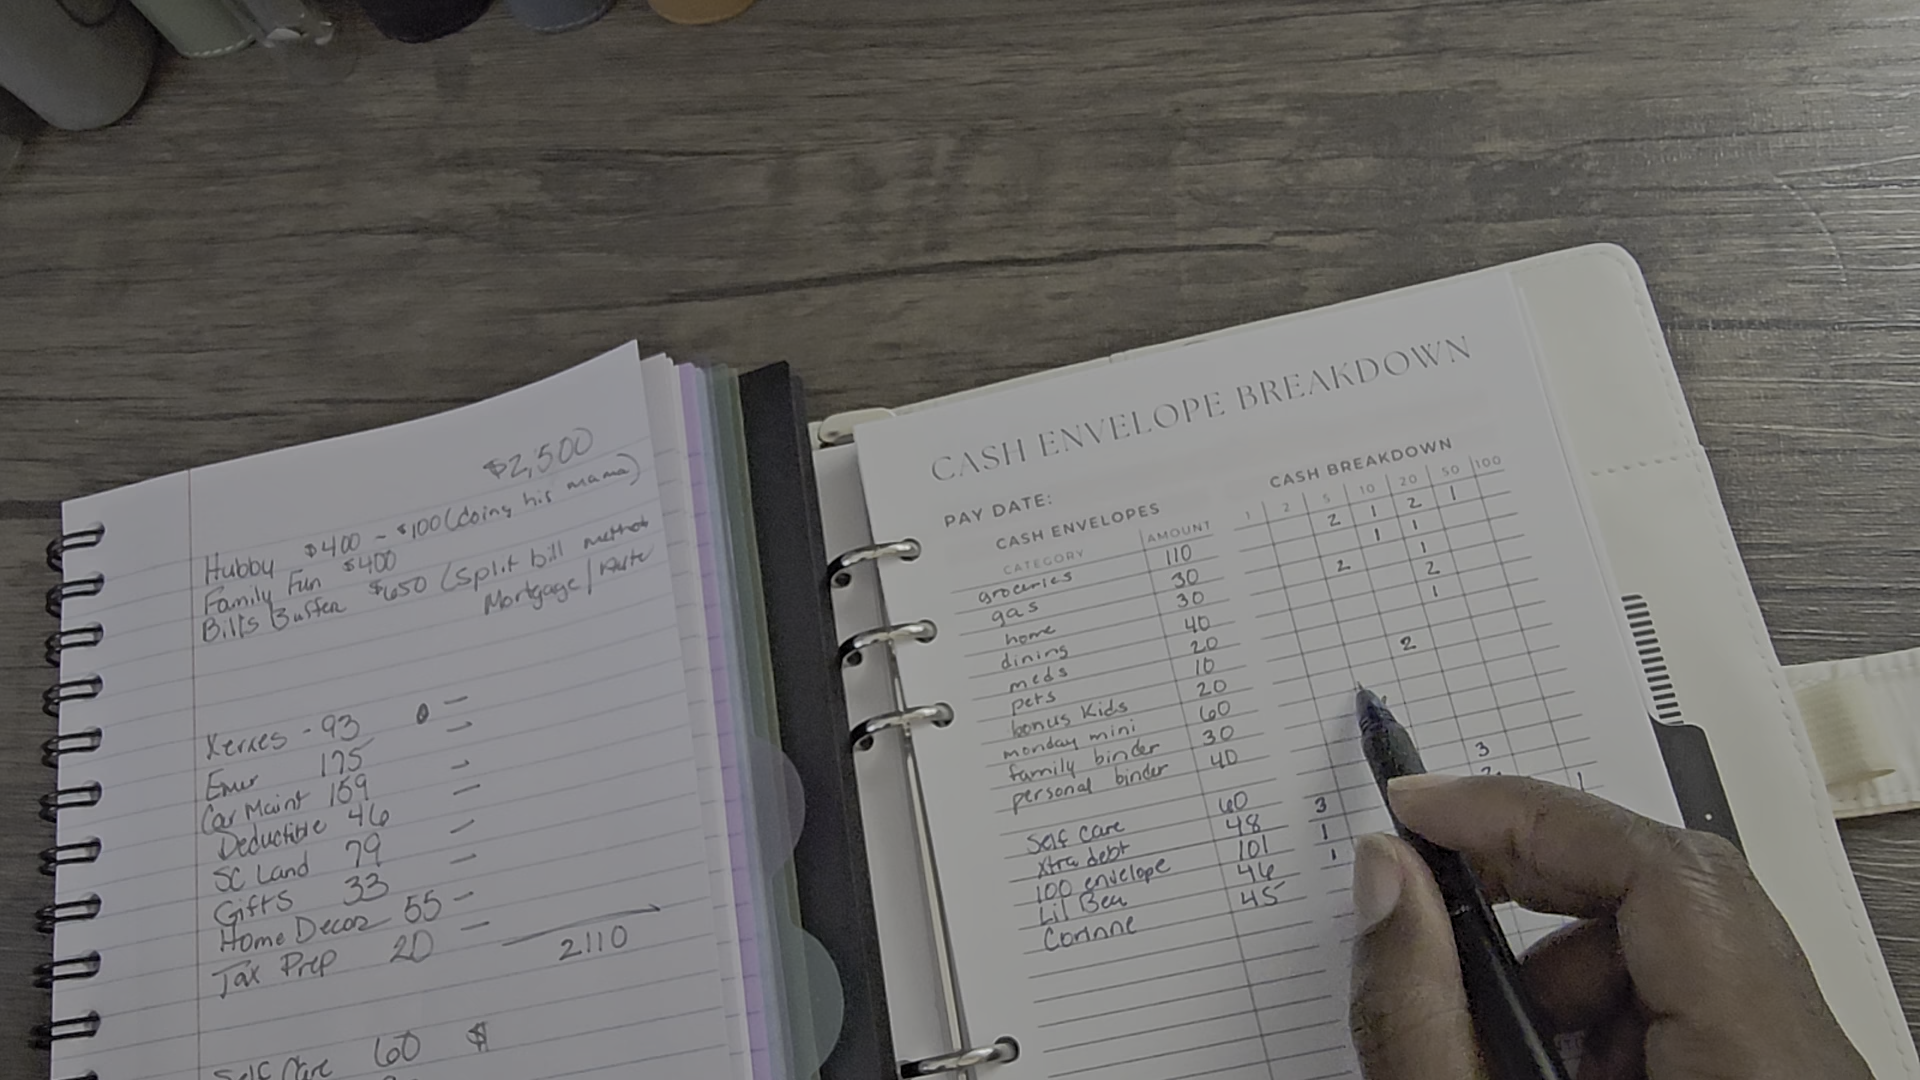 $2,500
Hubby $400 - $100 (doing his mama)
Family Fun $400
Bills Buffer $650 (split bill method
Mortgage/Auto
Xerxes - 93 -
Emer 175 -
Car Maint 159 -
Deductible 46 -
SC Land 79 -
Gifts 33 -
Home Decor 55 -
Tax Prep 20 -
2110
Self Care 60 $
CASH ENVELOPE BREAKDOWN
PAY DATE:
CASH ENVELOPES CASH BREAKDOWN
CATEGORY AMOUNT 1 2 5 10 20 50 100
groceries 110 2 1 2 1
gas 30 1 1
home 30 2 1
dining 40 2
meds 20 1
pets 10 2
bonus kids 20
monday mini 60
family binder 30
personal binder 40 3
Self Care 60 3
xtra debt 48 3 1
100 envelope 101 1
Lil Bea 46 1
Corinne 45